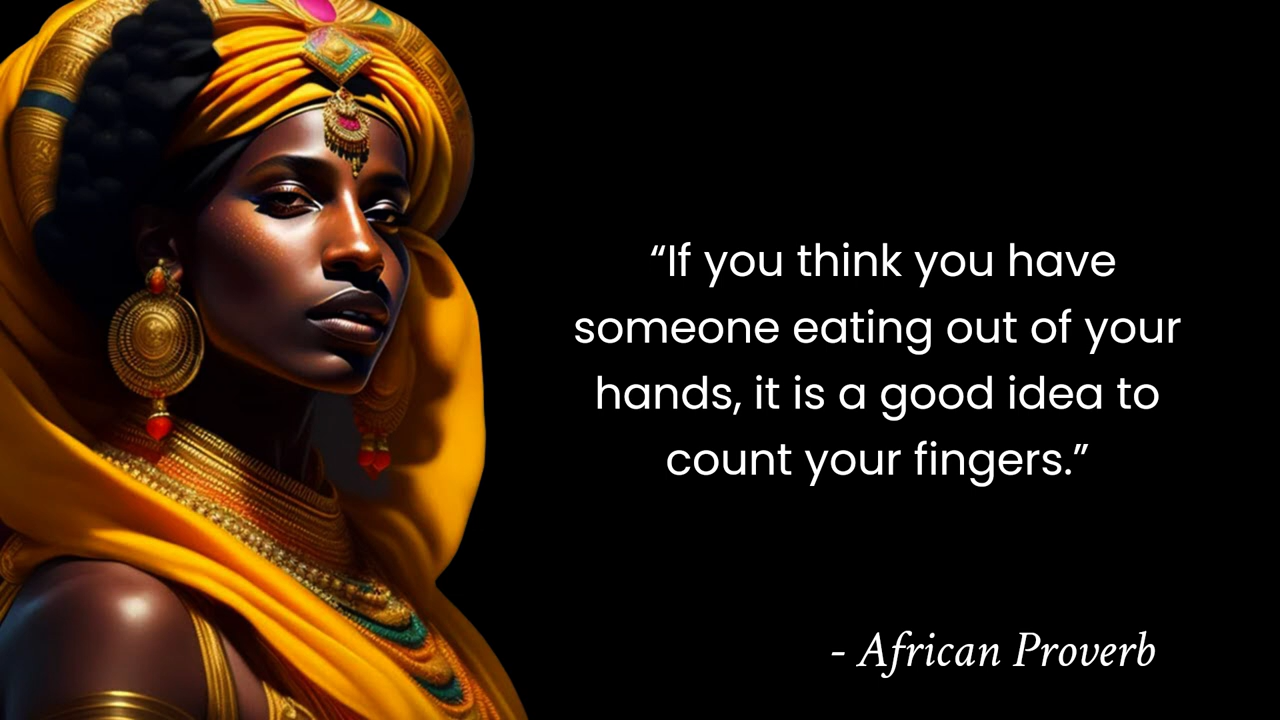 “If you think you have
someone eating out of your
hands, it is a good idea to
count your fingers.”
- African Proverb